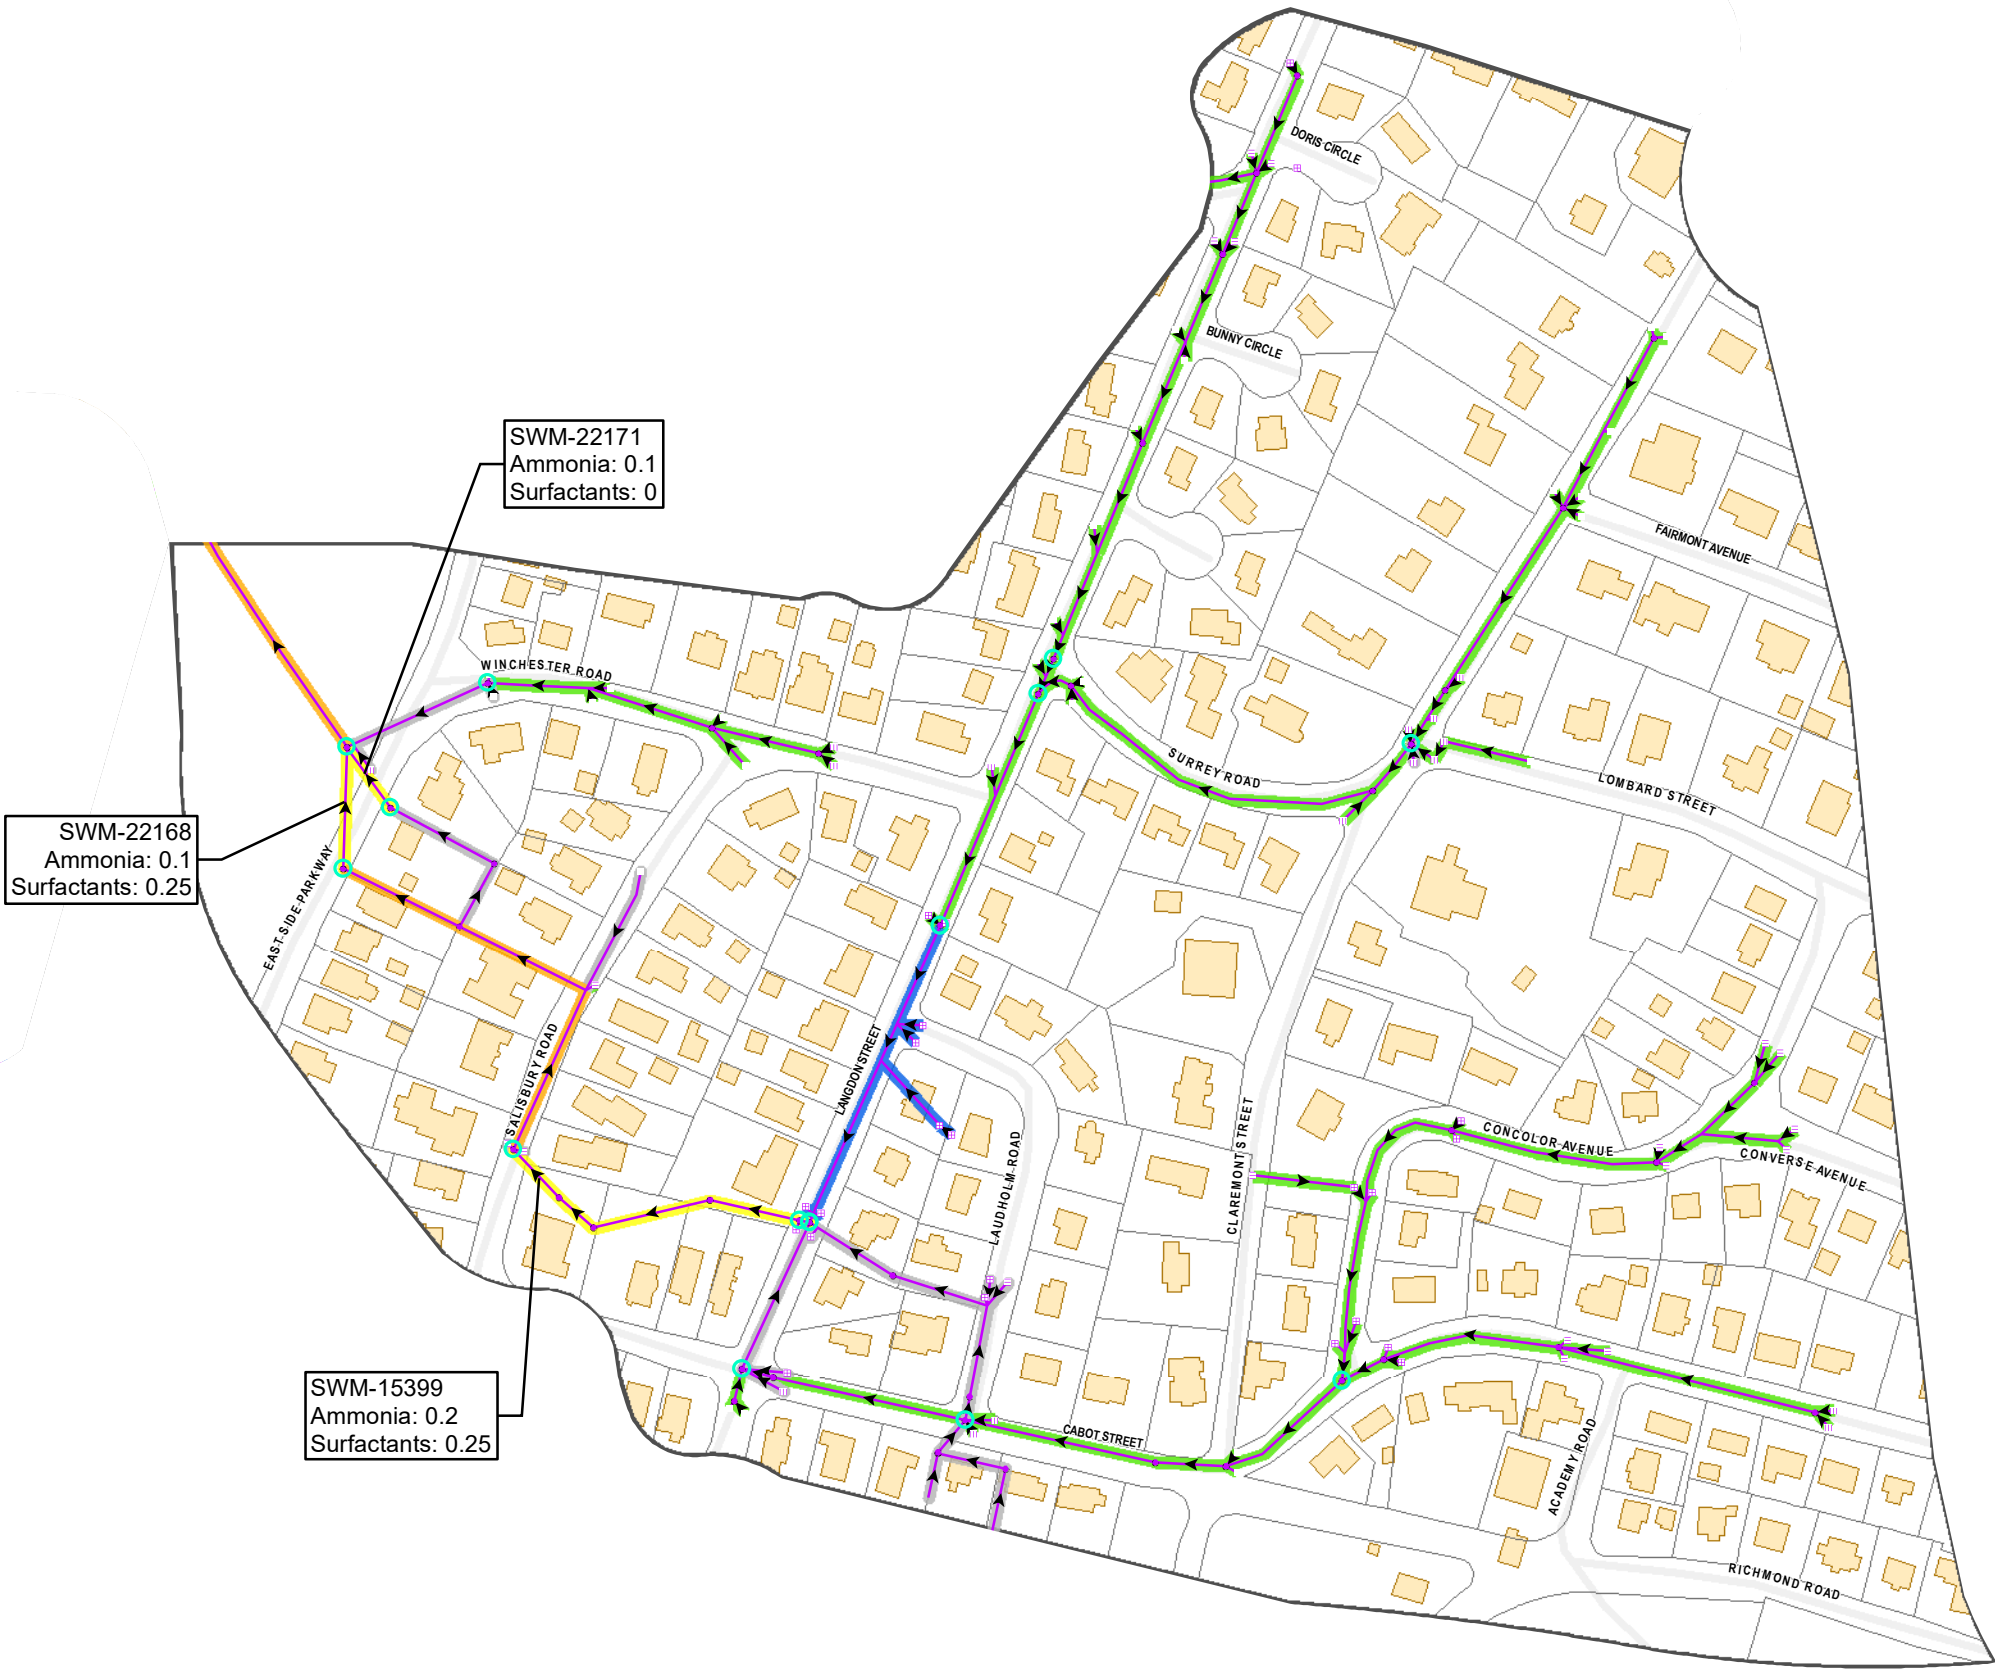 DORIS CIRCLE
BUNNY CIRCLE
SWM-22171
Ammonia: 0.1
Surfactants: 0
FAIRMONT AVENUE
WINCHESTER ROAD
SURREY ROAD
LOMBARD STREET
SWM-22168
Ammonia: 0.1
Surfactants: 0.25
EAST SIDE PARKWAY
SALISBURY ROAD
LANGDON STREET
LAUDHOLM ROAD
CLAREMONT STREET
CONCOLOR AVENUE
CONVERSE AVENUE
SWM-15399
Ammonia: 0.2
Surfactants: 0.25
CABOT STREET
ACADEMY ROAD
RICHMOND ROAD